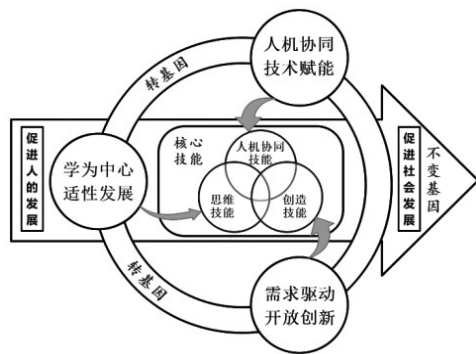 人机协同
技术赋能
转基因
核心
技能
人机协同
技能
促进人的发展
学为中心
适性发展
思维
技能
创造
技能
促进社会发展
不变基因
转基因
需求驱动
开放创新